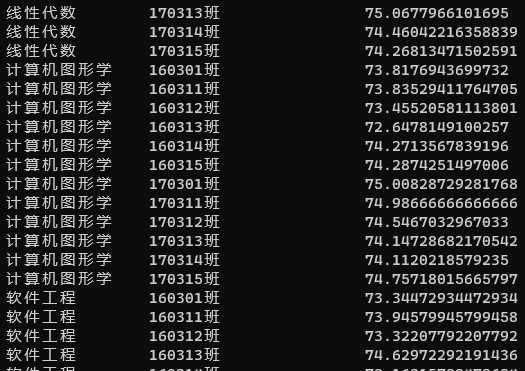 线性代数 170313班 75.0677966101695
线性代数 170314班 74.46042216358839
线性代数 170315班 74.26813471502591
计算机图形学 160301班 73.8176943699732
计算机图形学 160311班 73.83529411764705
计算机图形学 160312班 73.45520581113801
计算机图形学 160313班 72.6478149100257
计算机图形学 160314班 74.2713567839196
计算机图形学 160315班 74.2874251497006
计算机图形学 170301班 75.00828729281768
计算机图形学 170311班 74.98666666666666
计算机图形学 170312班 74.5467032967033
计算机图形学 170313班 74.14728682170542
计算机图形学 170314班 74.1120218579235
计算机图形学 170315班 74.75718015665797
软件工程 160301班 73.34472934472934
软件工程 160311班 73.94579945799458
软件工程 160312班 73.32207792207792
软件工程 160313班 74.62972292191436